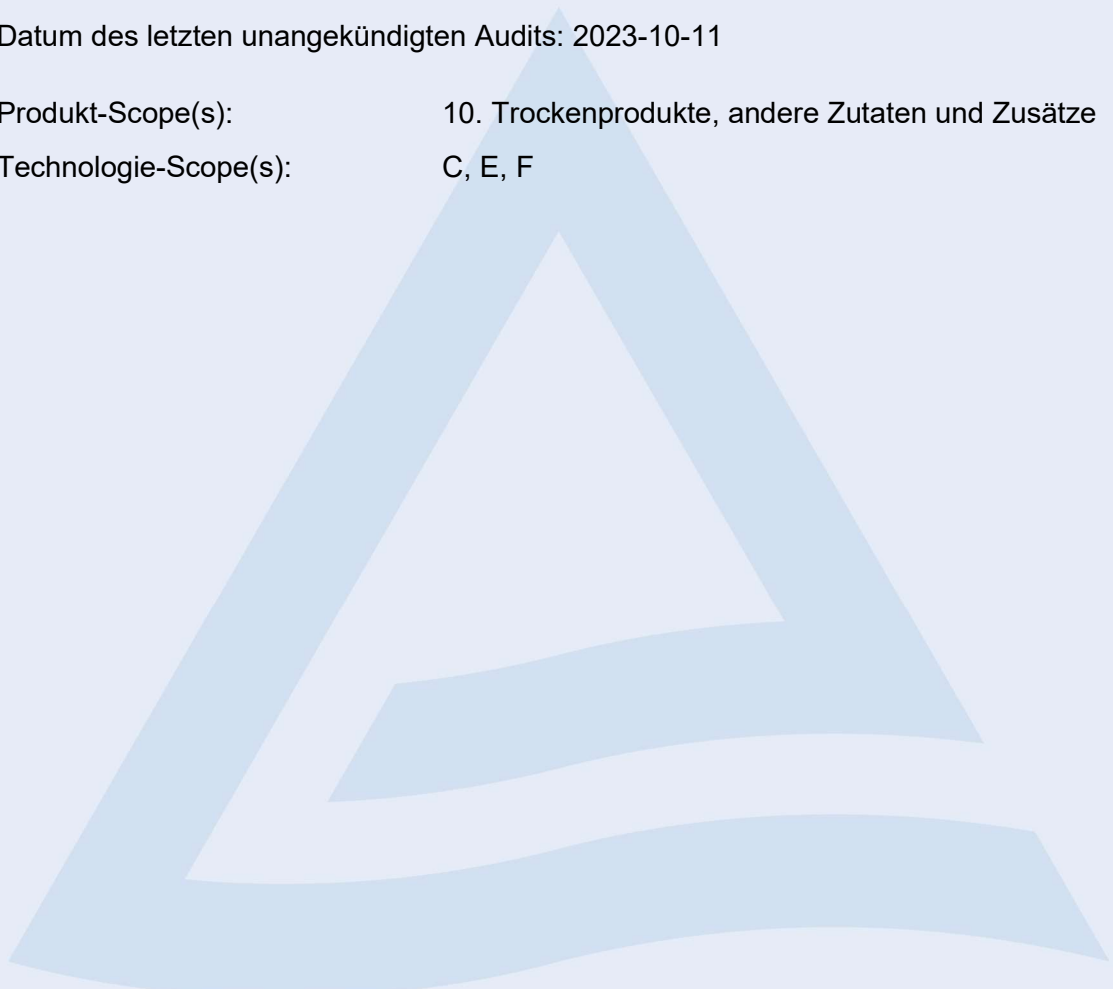 Datum des letzten unangekündigten Audits: 2023-10-11
Produkt-Scope(s): 10. Trockenprodukte, andere Zutaten und Zusätze
Technologie-Scope(s): C, E, F